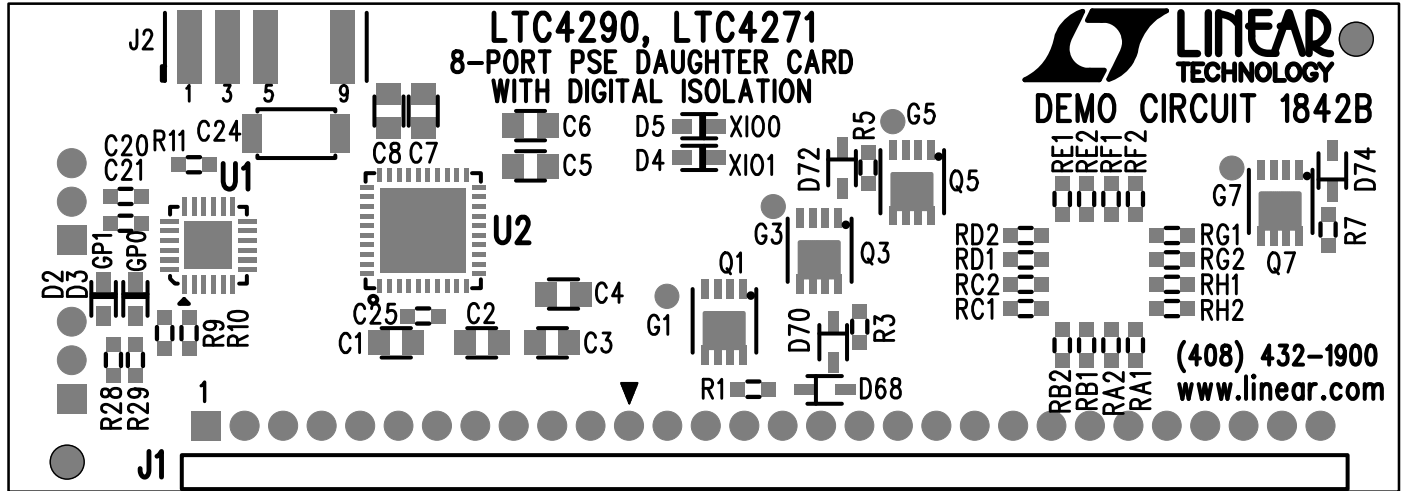 LTC4290, LTC4271
8-PORT PSE DAUGHTER CARD
WITH DIGITAL ISOLATION
LINEAR
TECHNOLOGY
DEMO CIRCUIT 1842B
J2
1 3 5 9
C24
C20
C21
R11
U1
C8 C7
C6
C5
D5 XIO0
D4 XIO1
D72
R5
G5
Q5
RE1
RE2
RF1
RF2
G7
Q7
D74
R7
GP1
GP0
D2
D3
U2
G3
Q3
RD2
RD1
RC2
RC1
RG1
RG2
RH1
RH2
R9
R10
C25
C1
C2
C4
C3
G1
Q1
D70
R3
R28
R29
R1
D68
RB2
RB1
RA2
RA1
(408) 432-1900
www.linear.com
1
J1